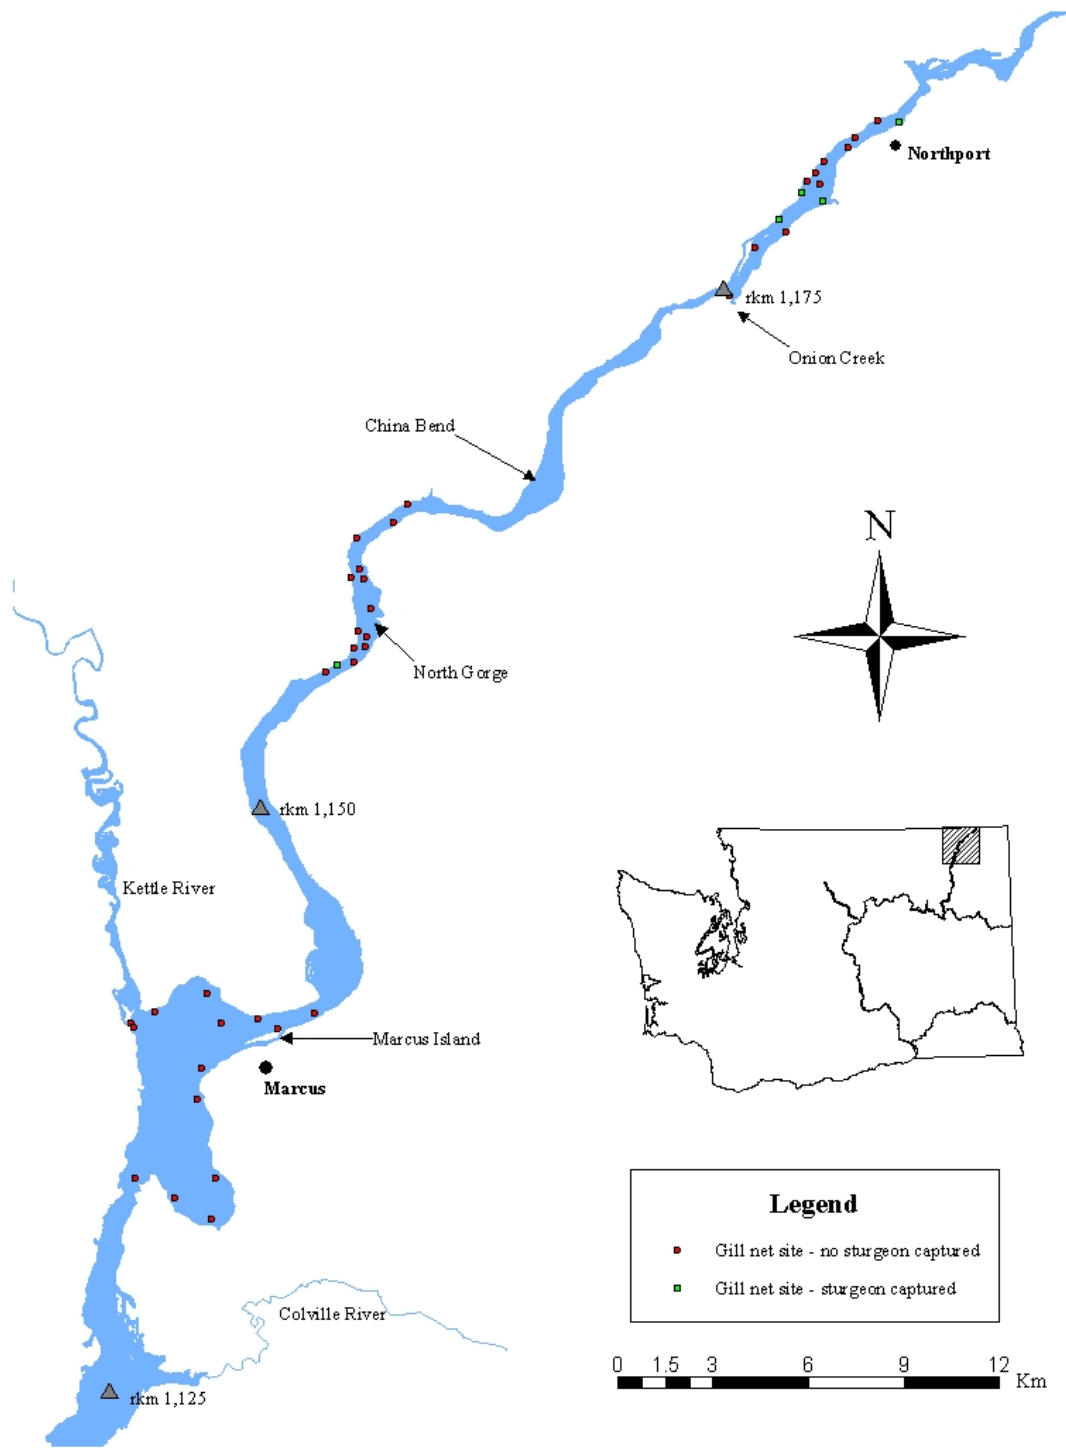 Northport
rkm 1,175
Onion Creek
China Bend
N
North Gorge
rkm 1,150
Kettle River
Marcus Island
Marcus
Legend
Gill net site - no sturgeon captured
Gill net site - sturgeon captured
Colville River
0 1.5 3 6 9 12
Km
rkm 1,125